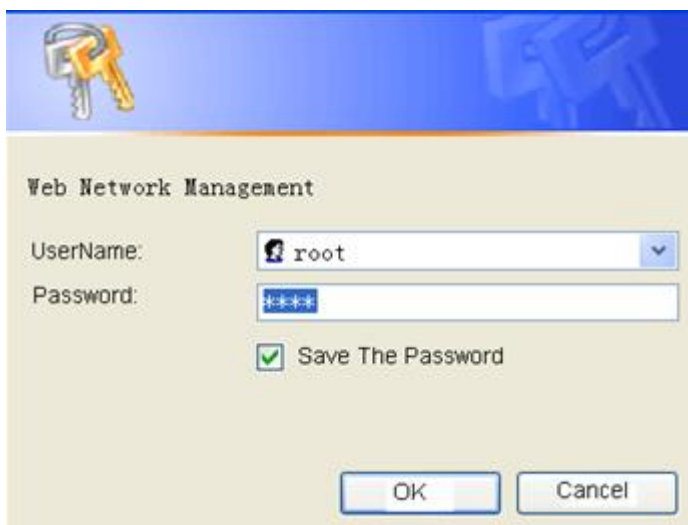 Web Network Management
UserName:
root
Password:
****
Save The Password
OK
Cancel